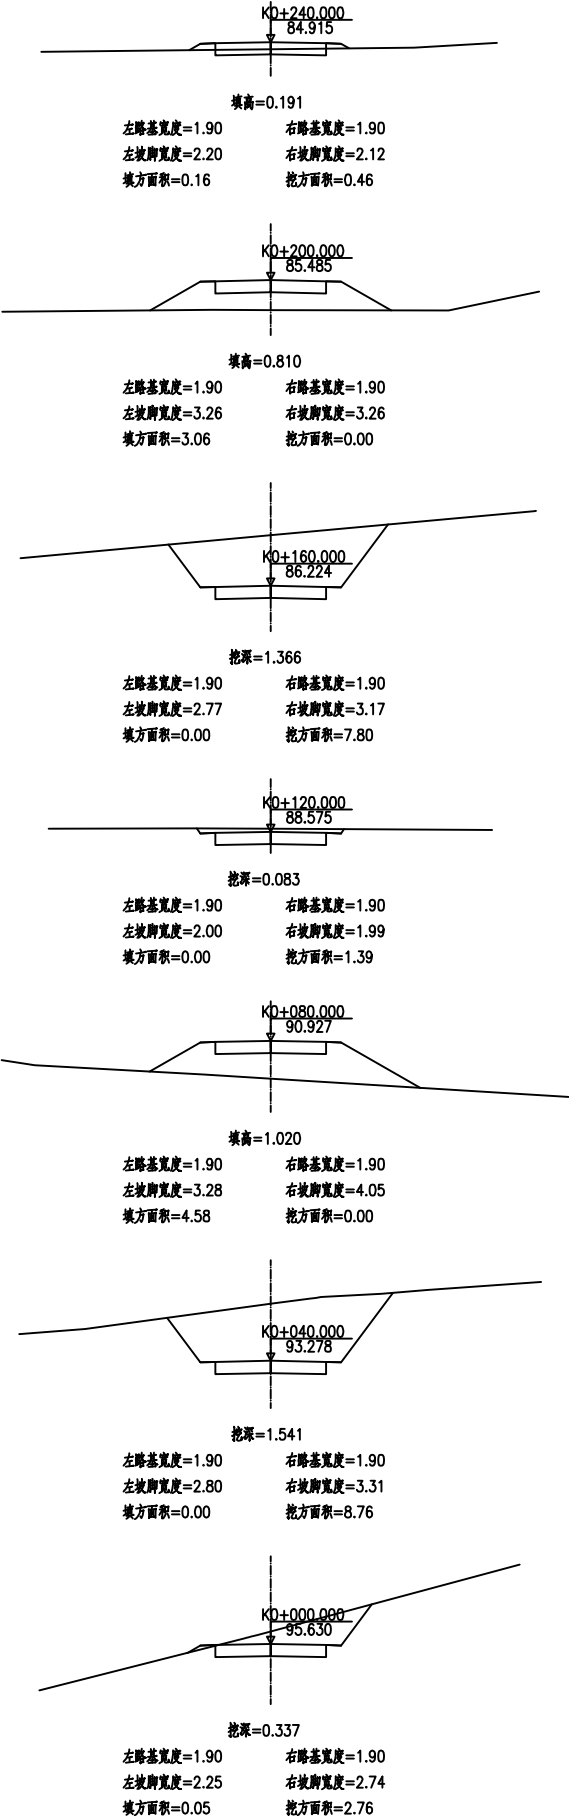 K0+240.000
84.915
填高=0.191
左路基宽度=1.90 右路基宽度=1.90
左坡脚宽度=2.20 右坡脚宽度=2.12
填方面积=0.16 挖方面积=0.46
K0+200.000
85.485
填高=0.810
左路基宽度=1.90 右路基宽度=1.90
左坡脚宽度=3.26 右坡脚宽度=3.26
填方面积=3.06 挖方面积=0.00
K0+160.000
86.224
挖深=1.366
左路基宽度=1.90 右路基宽度=1.90
左坡脚宽度=2.77 右坡脚宽度=3.17
填方面积=0.00 挖方面积=7.80
K0+120.000
88.575
挖深=0.083
左路基宽度=1.90 右路基宽度=1.90
左坡脚宽度=2.00 右坡脚宽度=1.99
填方面积=0.00 挖方面积=1.39
K0+080.000
90.927
填高=1.020
左路基宽度=1.90 右路基宽度=1.90
左坡脚宽度=3.28 右坡脚宽度=4.05
填方面积=4.58 挖方面积=0.00
K0+040.000
93.278
挖深=1.541
左路基宽度=1.90 右路基宽度=1.90
左坡脚宽度=2.80 右坡脚宽度=3.31
填方面积=0.00 挖方面积=8.76
K0+000.000
95.630
挖深=0.337
左路基宽度=1.90 右路基宽度=1.90
左坡脚宽度=2.25 右坡脚宽度=2.74
填方面积=0.05 挖方面积=2.76